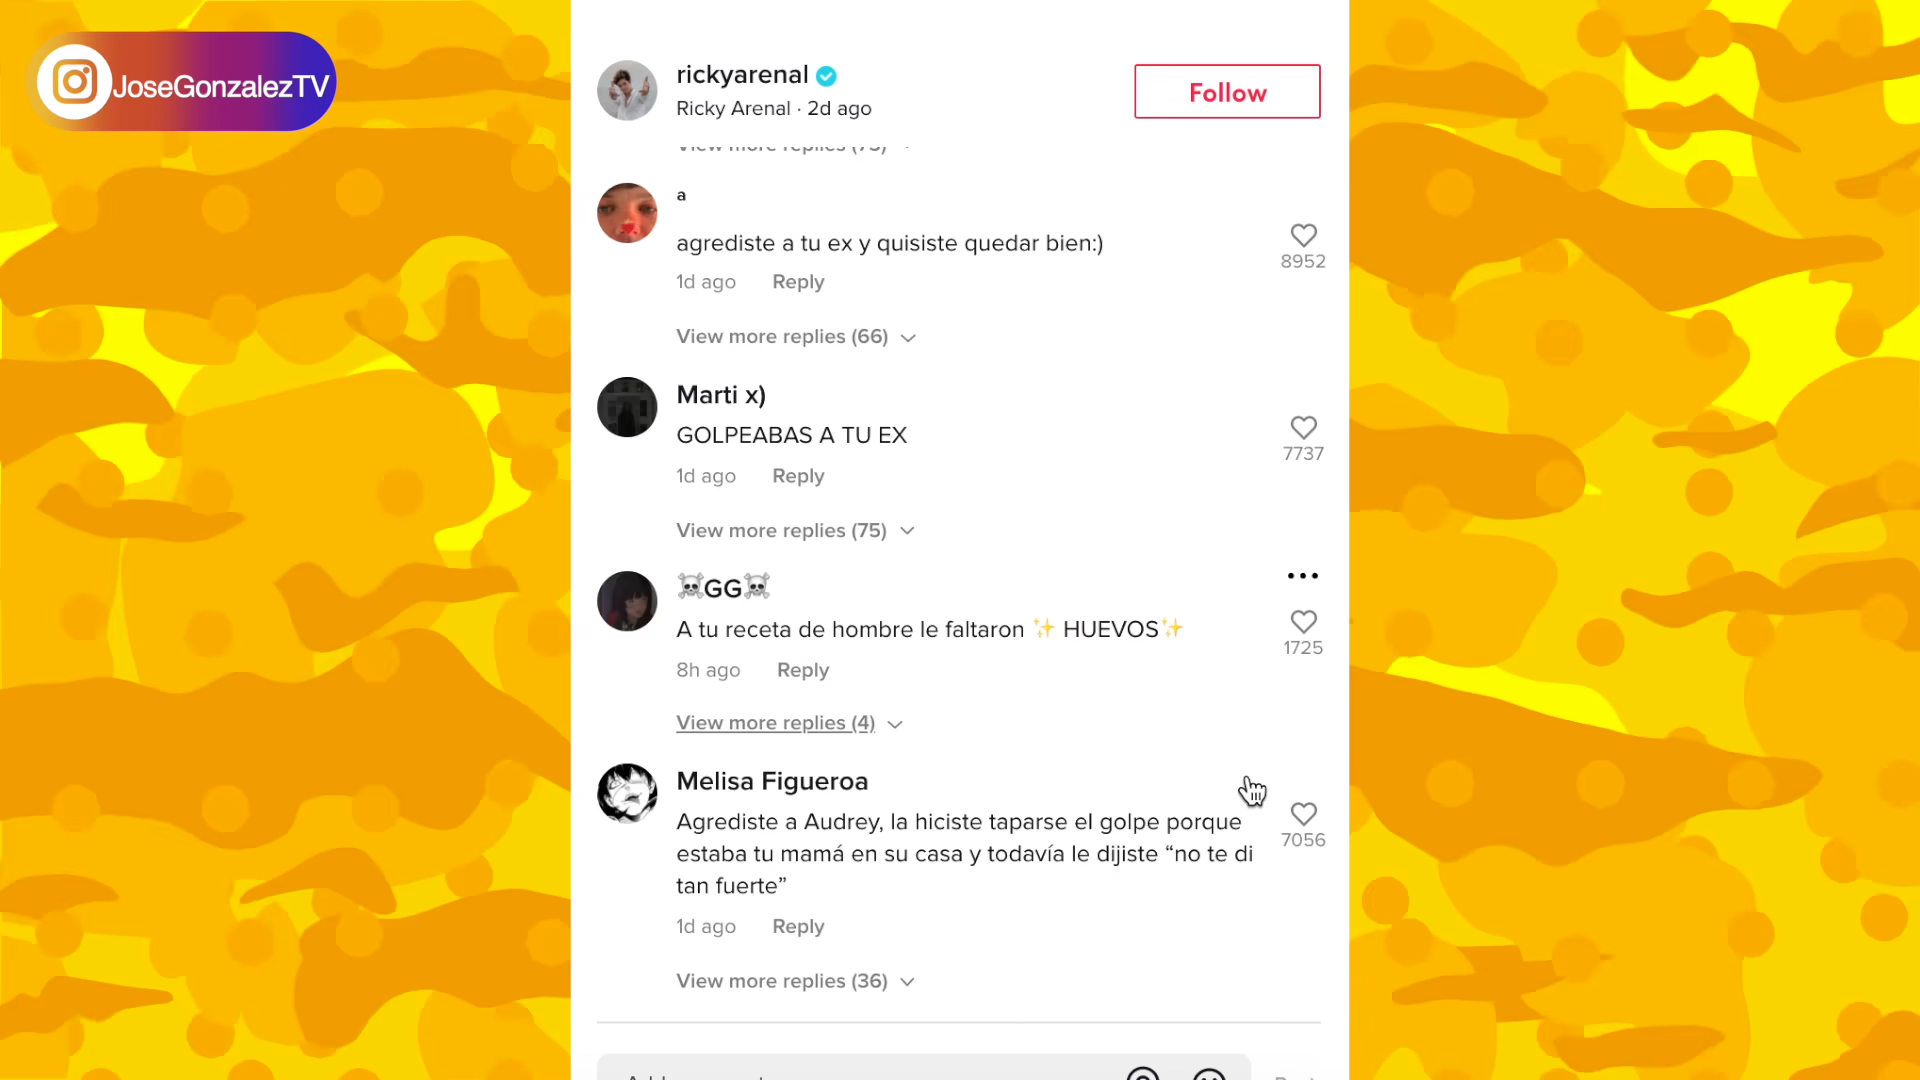 JoseGonzalezTV
rickyarenal
Ricky Arenal · 2d ago
Follow
View more replies (75)
a
agrediste a tu ex y quisiste quedar bien:)
8952
1d ago Reply
View more replies (66)
Marti x)
GOLPEABAS A TU EX
7737
1d ago Reply
View more replies (75)
☠️GG☠️
A tu receta de hombre le faltaron ✨ HUEVOS✨
1725
8h ago Reply
View more replies (4)
Melisa Figueroa
Agrediste a Audrey, la hiciste taparse el golpe porque
estaba tu mamá en su casa y todavía le dijiste “no te di
tan fuerte”
7056
1d ago Reply
View more replies (36)